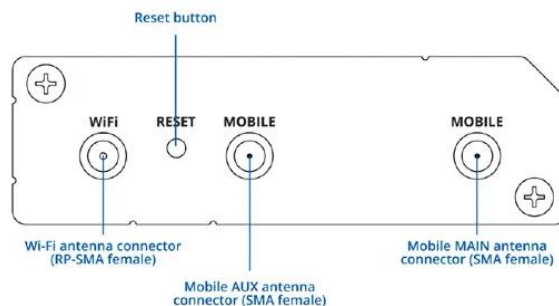 Reset button
WiFi
RESET
MOBILE
MOBILE
Wi-Fi antenna connector
(RP-SMA female)
Mobile AUX antenna
connector (SMA female)
Mobile MAIN antenna
connector (SMA female)